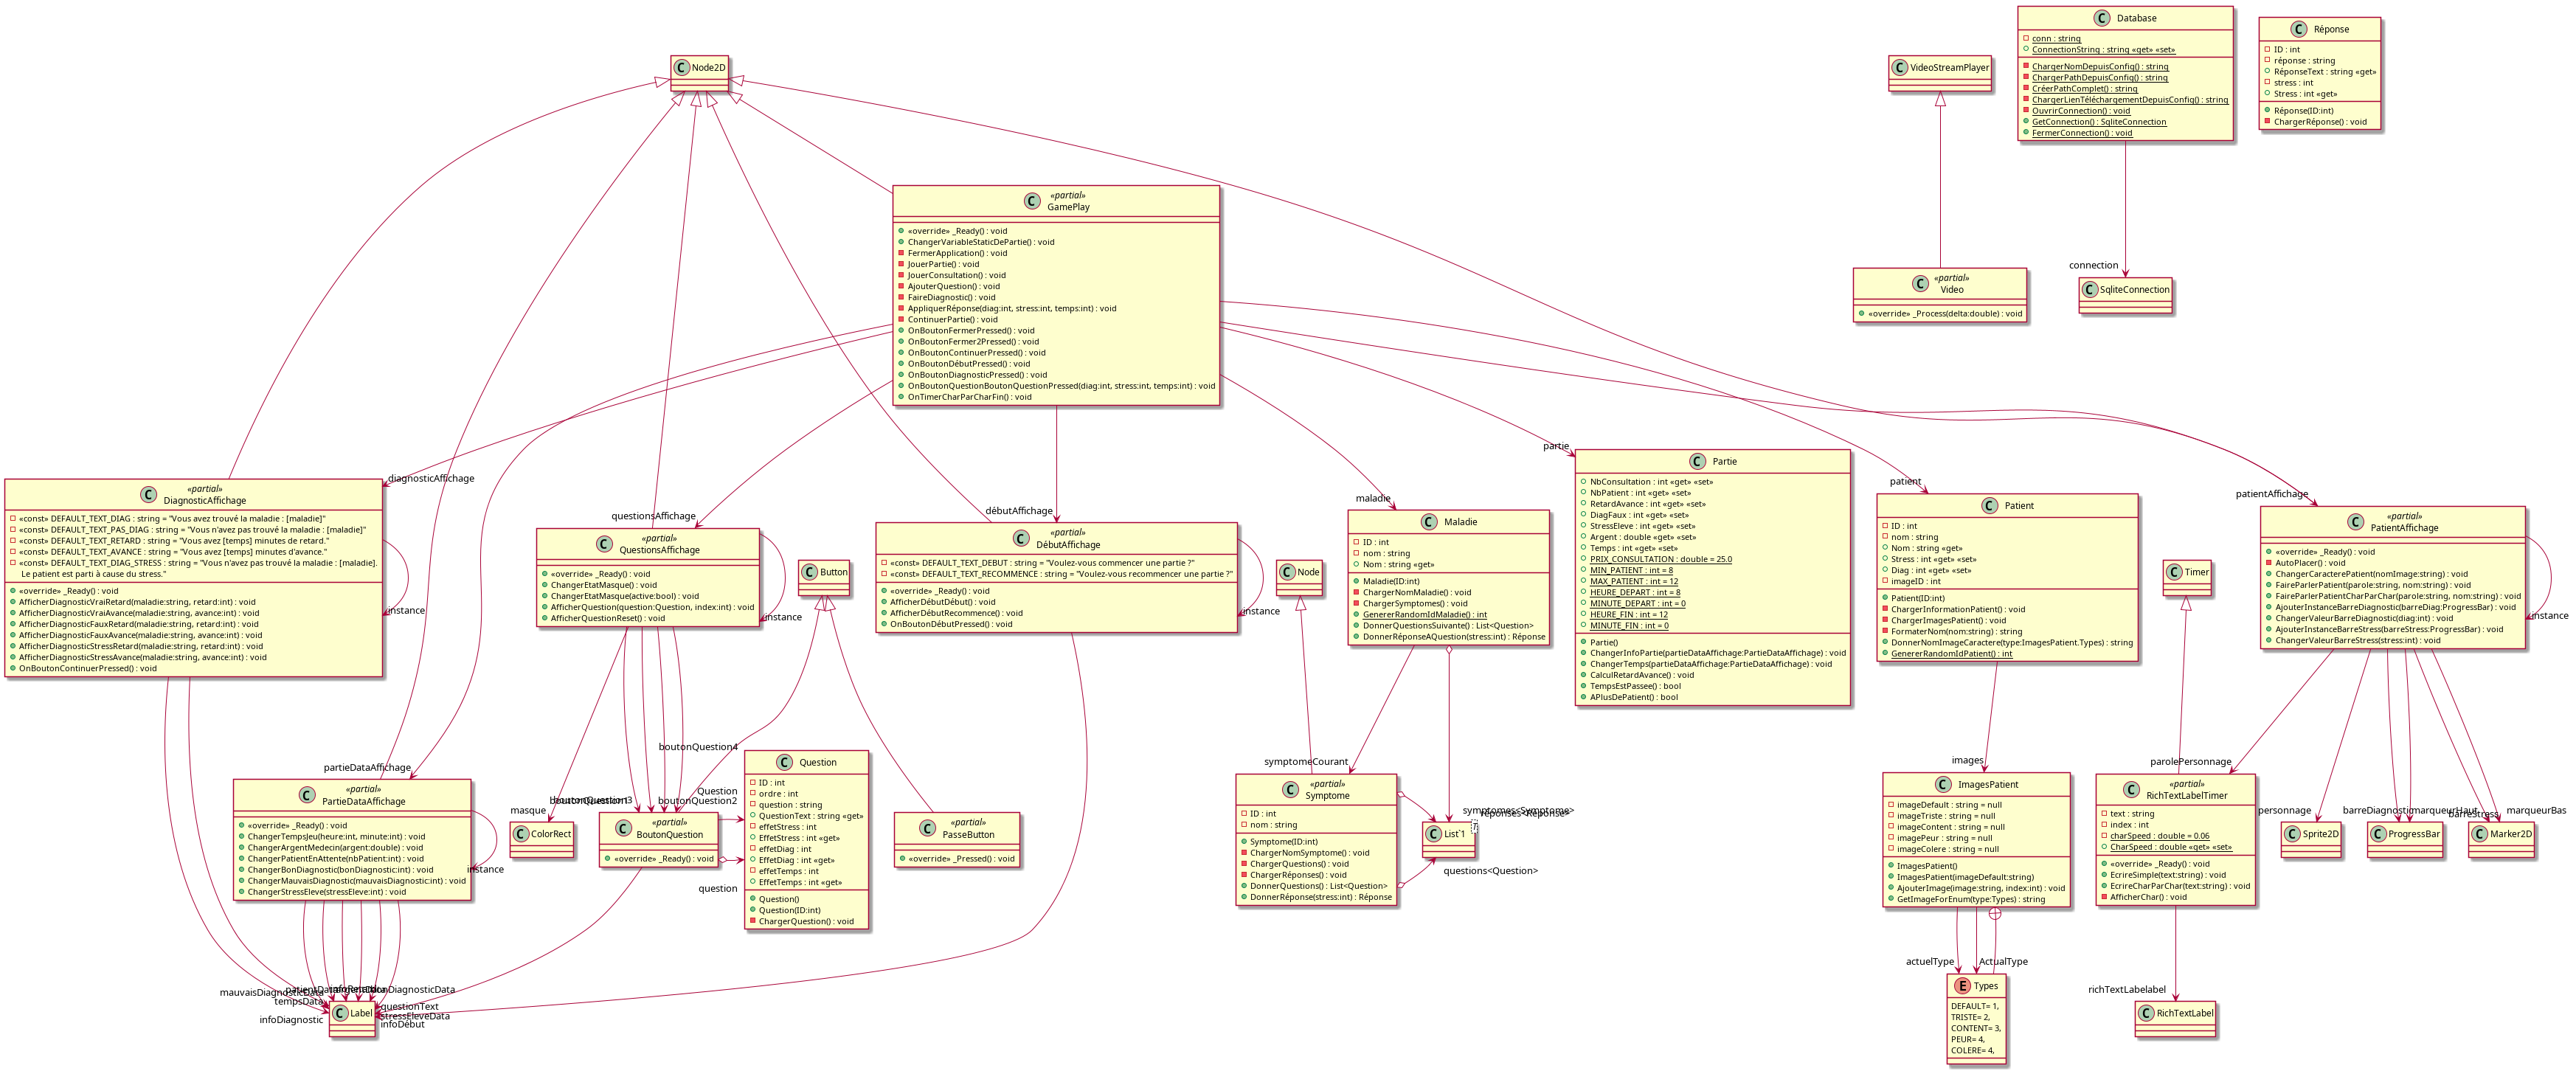 Node2D
VideoStreamPlayer
Database
conn : string
ConnectionString : string «get» «set»
ChargerNomDepuisConfig() : string
ChargerPathDepuisConfig() : string
CréerPathComplet() : string
ChargerLienTéléchargementDepuisConfig() : string
OuvrirConnection() : void
GetConnection() : SqliteConnection
FermerConnection() : void
Réponse
ID : int
réponse : string
RéponseText : string «get»
stress : int
Stress : int «get»
Réponse(ID:int)
ChargerRéponse() : void
«partial»
GamePlay
«override» _Ready() : void
ChangerVariableStaticDePartie() : void
FermerApplication() : void
JouerPartie() : void
JouerConsultation() : void
AjouterQuestion() : void
FaireDiagnostic() : void
AppliquerRéponse(diag:int, stress:int, temps:int) : void
ContinuerPartie() : void
OnBoutonFermerPressed() : void
OnBoutonFermer2Pressed() : void
OnBoutonContinuerPressed() : void
OnBoutonDébutPressed() : void
OnBoutonDiagnosticPressed() : void
OnBoutonQuestionBoutonQuestionPressed(diag:int, stress:int, temps:int) : void
OnTimerCharParCharFin() : void
«partial»
Video
«override» _Process(delta:double) : void
connection
SqliteConnection
diagnosticAffichage
«partial»
DiagnosticAffichage
«const» DEFAULT_TEXT_DIAG : string = "Vous avez trouvé la maladie : [maladie]"
«const» DEFAULT_TEXT_PAS_DIAG : string = "Vous n'avez pas trouvé la maladie : [maladie]"
«const» DEFAULT_TEXT_RETARD : string = "Vous avez [temps] minutes de retard."
«const» DEFAULT_TEXT_AVANCE : string = "Vous avez [temps] minutes d'avance."
«const» DEFAULT_TEXT_DIAG_STRESS : string = "Vous n'avez pas trouvé la maladie : [maladie].
Le patient est parti à cause du stress."
«override» _Ready() : void
AfficherDiagnosticVraiRetard(maladie:string, retard:int) : void
AfficherDiagnosticVraiAvance(maladie:string, avance:int) : void
AfficherDiagnosticFauxRetard(maladie:string, retard:int) : void
AfficherDiagnosticFauxAvance(maladie:string, avance:int) : void
AfficherDiagnosticStressRetard(maladie:string, retard:int) : void
AfficherDiagnosticStressAvance(maladie:string, avance:int) : void
OnBoutonContinuerPressed() : void
instance
questionsAffichage
«partial»
QuestionsAffichage
«override» _Ready() : void
ChangerEtatMasque() : void
ChangerEtatMasque(active:bool) : void
AfficherQuestion(question:Question, index:int) : void
AfficherQuestionReset() : void
instance
Button
débutAffichage
«partial»
DébutAffichage
«const» DEFAULT_TEXT_DEBUT : string = "Voulez-vous commencer une partie ?"
«const» DEFAULT_TEXT_RECOMMENCE : string = "Voulez-vous recommencer une partie ?"
«override» _Ready() : void
AfficherDébutDébut() : void
AfficherDébutRecommence() : void
OnBoutonDébutPressed() : void
instance
Node
maladie
Maladie
ID : int
nom : string
Nom : string «get»
Maladie(ID:int)
ChargerNomMaladie() : void
ChargerSymptomes() : void
GenererRandomIdMaladie() : int
DonnerQuestionsSuivante() : List<Question>
DonnerRéponseAQuestion(stress:int) : Réponse
partie
Partie
NbConsultation : int «get» «set»
NbPatient : int «get» «set»
RetardAvance : int «get» «set»
DiagFaux : int «get» «set»
StressEleve : int «get» «set»
Argent : double «get» «set»
Temps : int «get» «set»
PRIX_CONSULTATION : double = 25.0
MIN_PATIENT : int = 8
MAX_PATIENT : int = 12
HEURE_DEPART : int = 8
MINUTE_DEPART : int = 0
HEURE_FIN : int = 12
MINUTE_FIN : int = 0
Partie()
ChangerInfoPartie(partieDataAffichage:PartieDataAffichage) : void
ChangerTemps(partieDataAffichage:PartieDataAffichage) : void
CalculRetardAvance() : void
TempsEstPassee() : bool
APlusDePatient() : bool
patient
Patient
ID : int
nom : string
Nom : string «get»
Stress : int «get» «set»
Diag : int «get» «set»
imageID : int
Patient(ID:int)
ChargerInformationPatient() : void
ChargerImagesPatient() : void
FormaterNom(nom:string) : string
DonnerNomImageCaractere(type:ImagesPatient.Types) : string
GenererRandomIdPatient() : int
Timer
patientAffichage
«partial»
PatientAffichage
«override» _Ready() : void
AutoPlacer() : void
ChangerCaracterePatient(nomImage:string) : void
FaireParlerPatient(parole:string, nom:string) : void
FaireParlerPatientCharParChar(parole:string, nom:string) : void
AjouterInstanceBarreDiagnostic(barreDiag:ProgressBar) : void
ChangerValeurBarreDiagnostic(diag:int) : void
AjouterInstanceBarreStress(barreStress:ProgressBar) : void
ChangerValeurBarreStress(stress:int) : void
instance
partieDataAffichage
«partial»
PartieDataAffichage
«override» _Ready() : void
ChangerTempsJeu(heure:int, minute:int) : void
ChangerArgentMedecin(argent:double) : void
ChangerPatientEnAttente(nbPatient:int) : void
ChangerBonDiagnostic(bonDiagnostic:int) : void
ChangerMauvaisDiagnostic(mauvaisDiagnostic:int) : void
ChangerStressEleve(stressEleve:int) : void
instance
masque
ColorRect
boutonQuestion3
boutonQuestion4
boutonQuestion2
«partial»
BoutonQuestion
«override» _Ready() : void
Question
question
Question
ID : int
ordre : int
question : string
QuestionText : string «get»
effetStress : int
EffetStress : int «get»
effetDiag : int
EffetDiag : int «get»
effetTemps : int
EffetTemps : int «get»
Question()
Question(ID:int)
ChargerQuestion() : void
«partial»
PasseButton
«override» _Pressed() : void
symptomeCourant
«partial»
Symptome
ID : int
nom : string
Symptome(ID:int)
ChargerNomSymptome() : void
ChargerQuestions() : void
ChargerRéponses() : void
DonnerQuestions() : List<Question>
DonnerRéponse(stress:int) : Réponse
symptomes<Symptome>
réponses<Réponse>
List`1
T
questions<Question>
images
ImagesPatient
imageDefault : string = null
imageTriste : string = null
imageContent : string = null
imagePeur : string = null
imageColere : string = null
ImagesPatient()
ImagesPatient(imageDefault:string)
AjouterImage(image:string, index:int) : void
GetImageForEnum(type:Types) : string
parolePersonnage
«partial»
RichTextLabelTimer
text : string
index : int
charSpeed : double = 0.06
CharSpeed : double «get» «set»
«override» _Ready() : void
EcrireSimple(text:string) : void
EcrireCharParChar(text:string) : void
AfficherChar() : void
personnage
Sprite2D
barreDiagnostic
marqueurHaut
barreStress
ProgressBar
marqueurBas
Marker2D
mauvaisDiagnosticData
tempsData
infoDiagnostic
bonDiagnosticData
questionText
stressEleveData
infoDébut
Label
actuelType
ActualType
Types
DEFAULT= 1,
TRISTE= 2,
CONTENT= 3,
PEUR= 4,
COLERE= 4,
richTextLabelabel
RichTextLabel